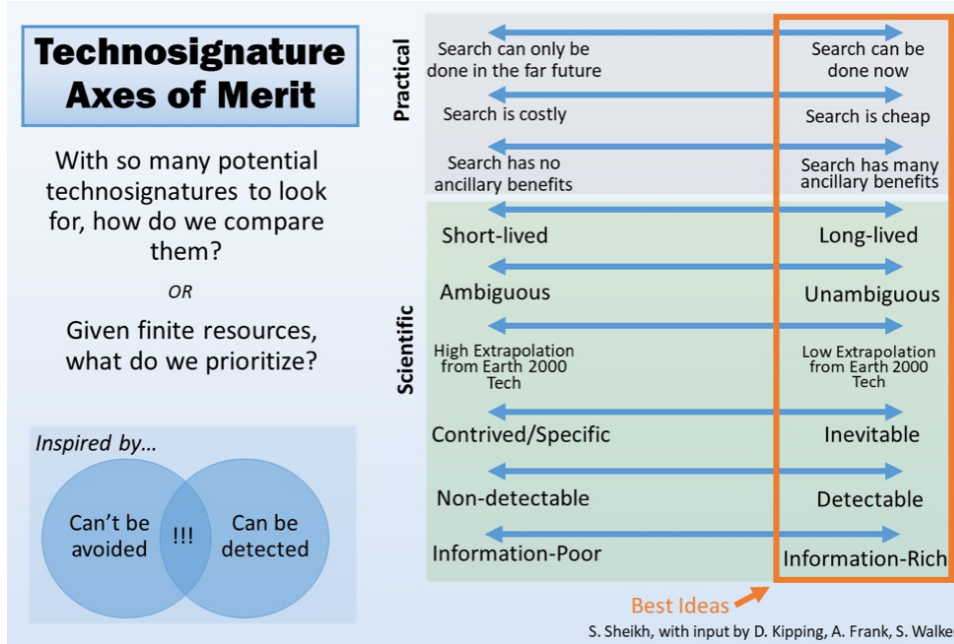 Technosignature
Axes of Merit
With so many potential
technosignatures to look
for, how do we compare
them?
OR
Given finite resources,
what do we prioritize?
Inspired by...
Can't be
avoided
!!!
Can be
detected
Practical
Search can only be
done in the far future
Search can be
done now
Search is costly
Search is cheap
Search has no
ancillary benefits
Search has many
ancillary benefits
Scientific
Short-lived
Long-lived
Ambiguous
Unambiguous
High Extrapolation
from Earth 2000
Tech
Low Extrapolation
from Earth 2000
Tech
Contrived/Specific
Inevitable
Non-detectable
Detectable
Information-Poor
Information-Rich
Best Ideas
S. Sheikh, with input by D. Kipping, A. Frank, S. Walke